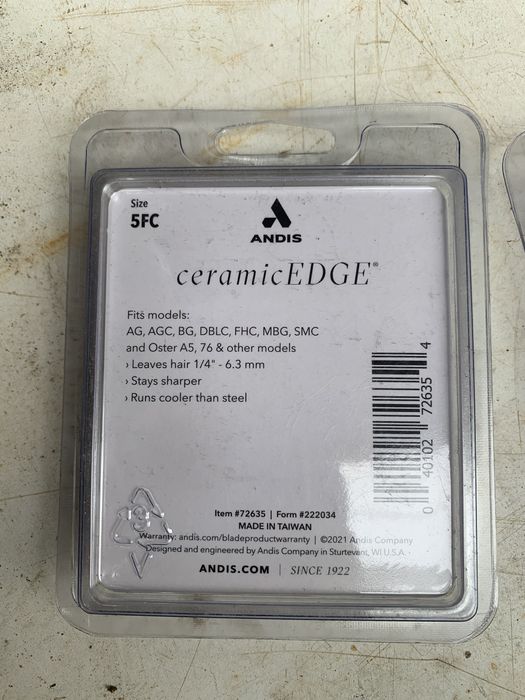 Size
5FC
ANDIS
ceramicEDGE®
Fits models:
AG, AGC, BG, DBLC, FHC, MBG, SMC
and Oster A5, 76 & other models
› Leaves hair 1/4" - 6.3 mm
› Stays sharper
› Runs cooler than steel
0 40102 72635 4
Item #72635 | Form #222034
MADE IN TAIWAN
Warranty: andis.com/bladeproductwarranty | ©2021 Andis Company
Designed and engineered by Andis Company in Sturtevant, WI U.S.A.
ANDIS.COM | SINCE 1922